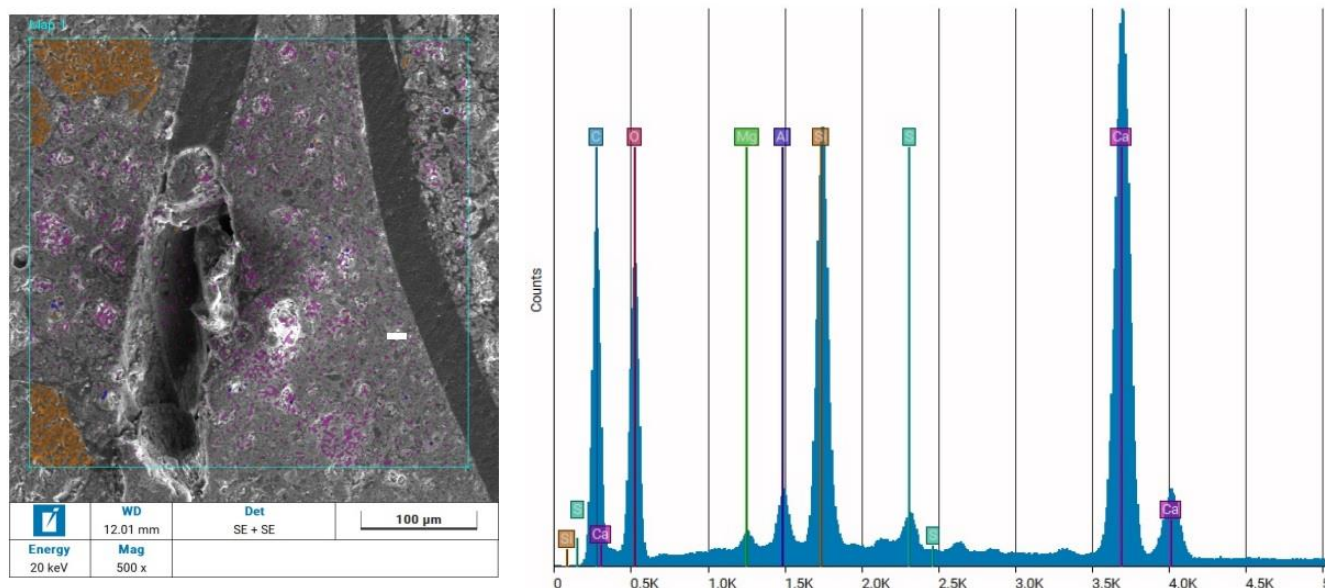 Map 1
WD
12.01 mm
Det
SE + SE
100 µm
Energy
20 keV
Mag
500 x
Counts
C
O
Mg
Al
Si
S
Ca
S
Si
Ca
S
Ca
0
0.5K
1.0K
1.5K
2.0K
2.5K
3.0K
3.5K
4.0K
4.5K